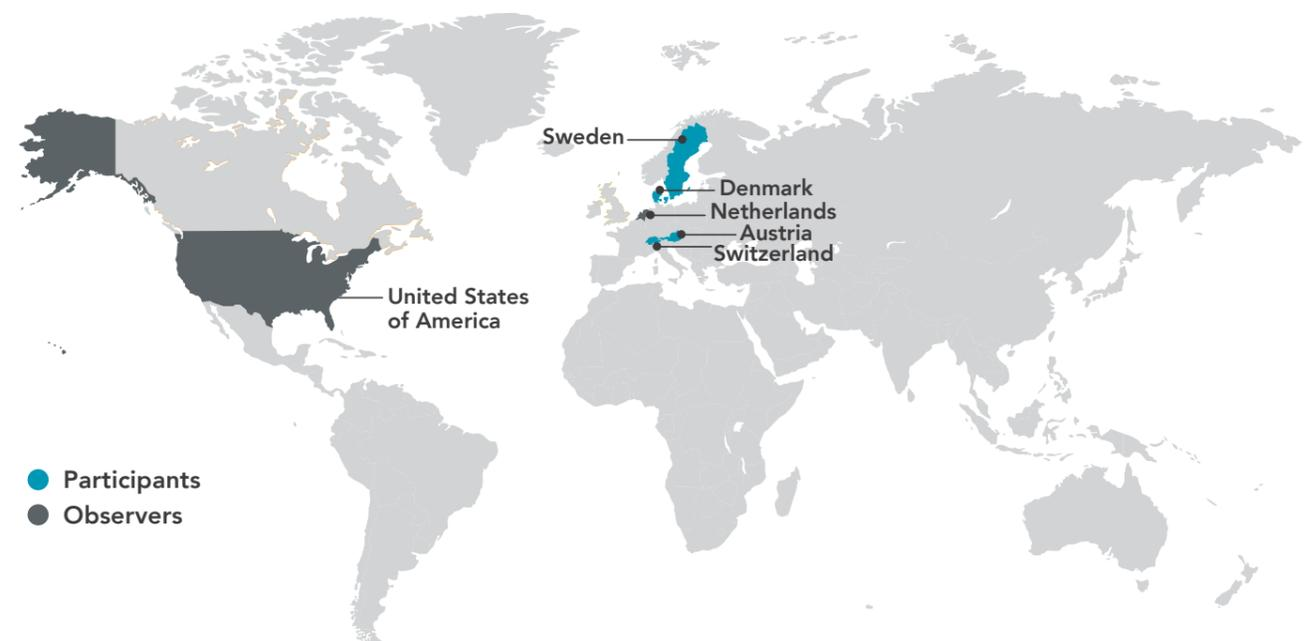 Sweden
Denmark
Netherlands
Austria
Switzerland
United States
of America
Participants
Observers